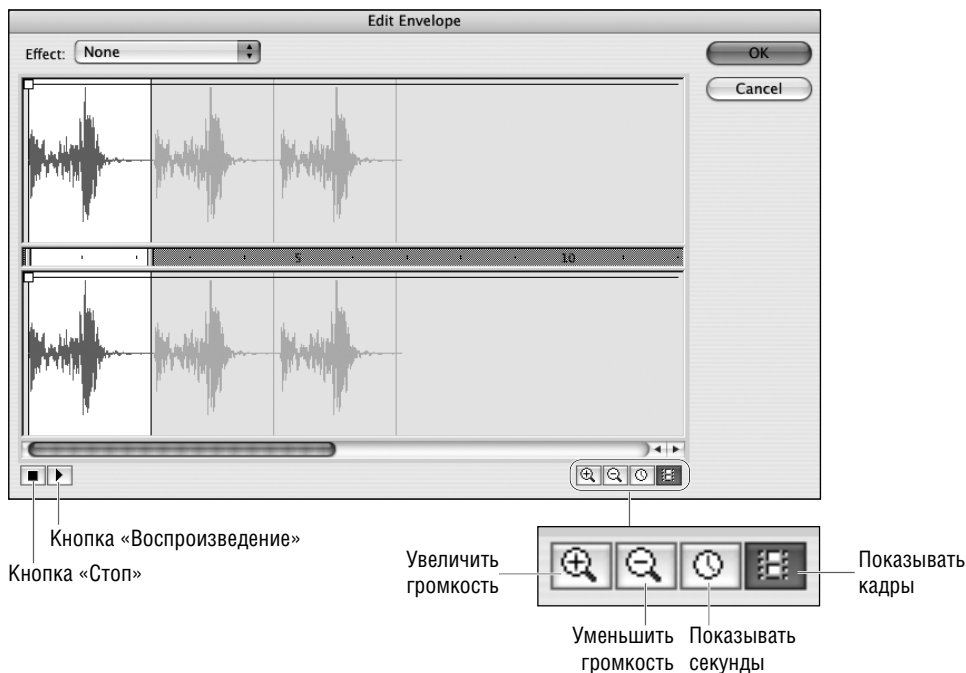 Edit Envelope
Effect: None
OK
Cancel
5 10
Кнопка «Воспроизведение»
Кнопка «Стоп»
Увеличить
громкость
Показывать
кадры
Уменьшить
громкость
Показывать
секунды